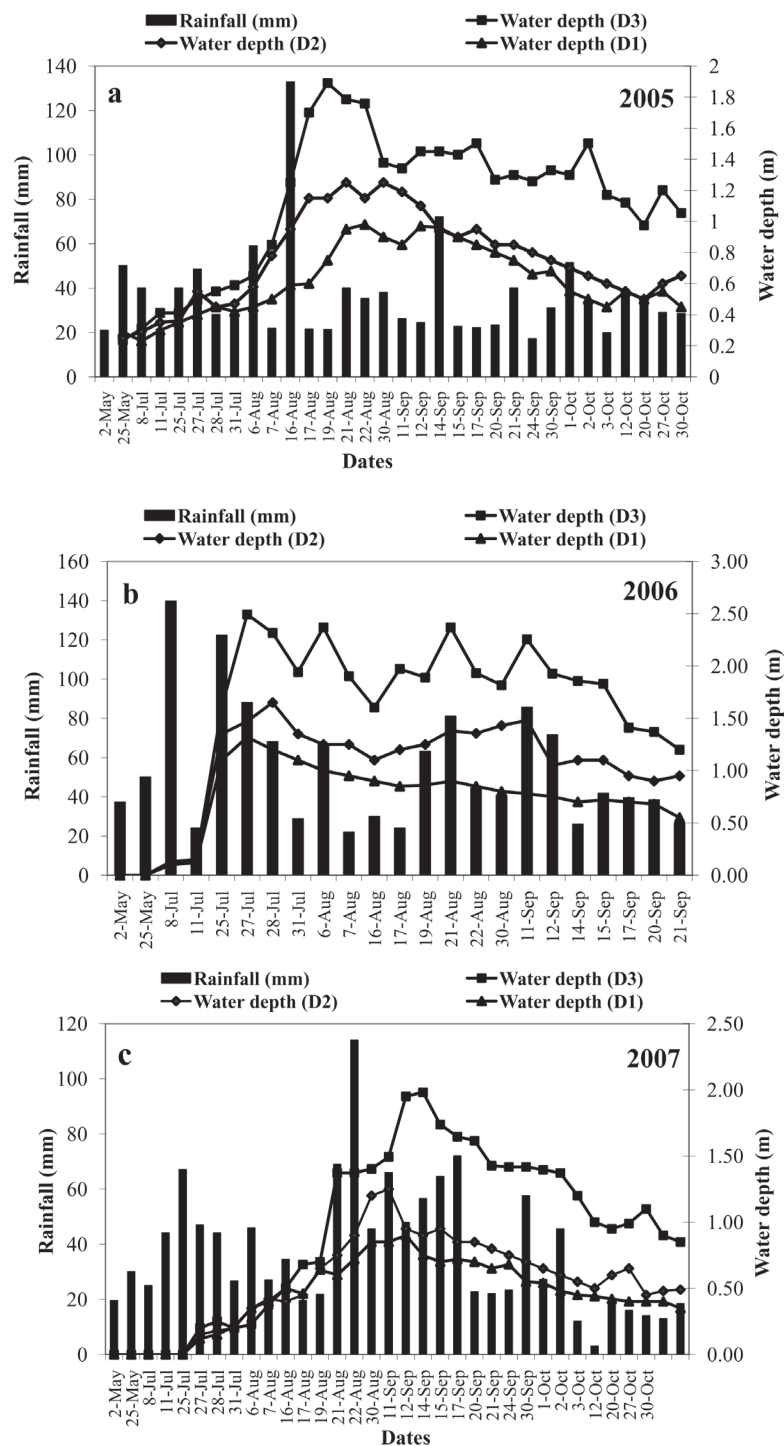 Rainfall (mm) Water depth (D3)
Water depth (D2) Water depth (D1)
140 120 100 80 60 40 20 0
Rainfall (mm)
a
2005
2 1.8 1.6 1.4 1.2 1 0.8 0.6 0.4 0.2 0
Water depth (m)
2-May 25-May 8-Jul 11-Jul 25-Jul 27-Jul 28-Jul 31-Jul 6-Aug 7-Aug 16-Aug 17-Aug 19-Aug 21-Aug 22-Aug 30-Aug 11-Sep 12-Sep 14-Sep 15-Sep 17-Sep 20-Sep 21-Sep 24-Sep 30-Sep 1-Oct 2-Oct 3-Oct 12-Oct 20-Oct 27-Oct 30-Oct
Dates
Rainfall (mm) Water depth (D3)
Water depth (D2) Water depth (D1)
160 140 120 100 80 60 40 20 0
Rainfall (mm)
b
2006
3.00 2.50 2.00 1.50 1.00 0.50 0.00
Water depth (m)
2-May 25-May 8-Jul 11-Jul 25-Jul 27-Jul 28-Jul 31-Jul 6-Aug 7-Aug 16-Aug 17-Aug 19-Aug 21-Aug 22-Aug 30-Aug 11-Sep 12-Sep 14-Sep 15-Sep 17-Sep 20-Sep 21-Sep
Rainfall (mm) Water depth (D3)
Water depth (D2) Water depth (D1)
120 100 80 60 40 20 0
Rainfall (mm)
c
2007
2.50 2.00 1.50 1.00 0.50 0.00
Water depth (m)
2-May 25-May 8-Jul 11-Jul 25-Jul 27-Jul 28-Jul 31-Jul 6-Aug 7-Aug 16-Aug 17-Aug 19-Aug 21-Aug 22-Aug 30-Aug 11-Sep 12-Sep 14-Sep 15-Sep 17-Sep 20-Sep 21-Sep 24-Sep 30-Sep 1-Oct 2-Oct 3-Oct 12-Oct 20-Oct 27-Oct 30-Oct
Dates